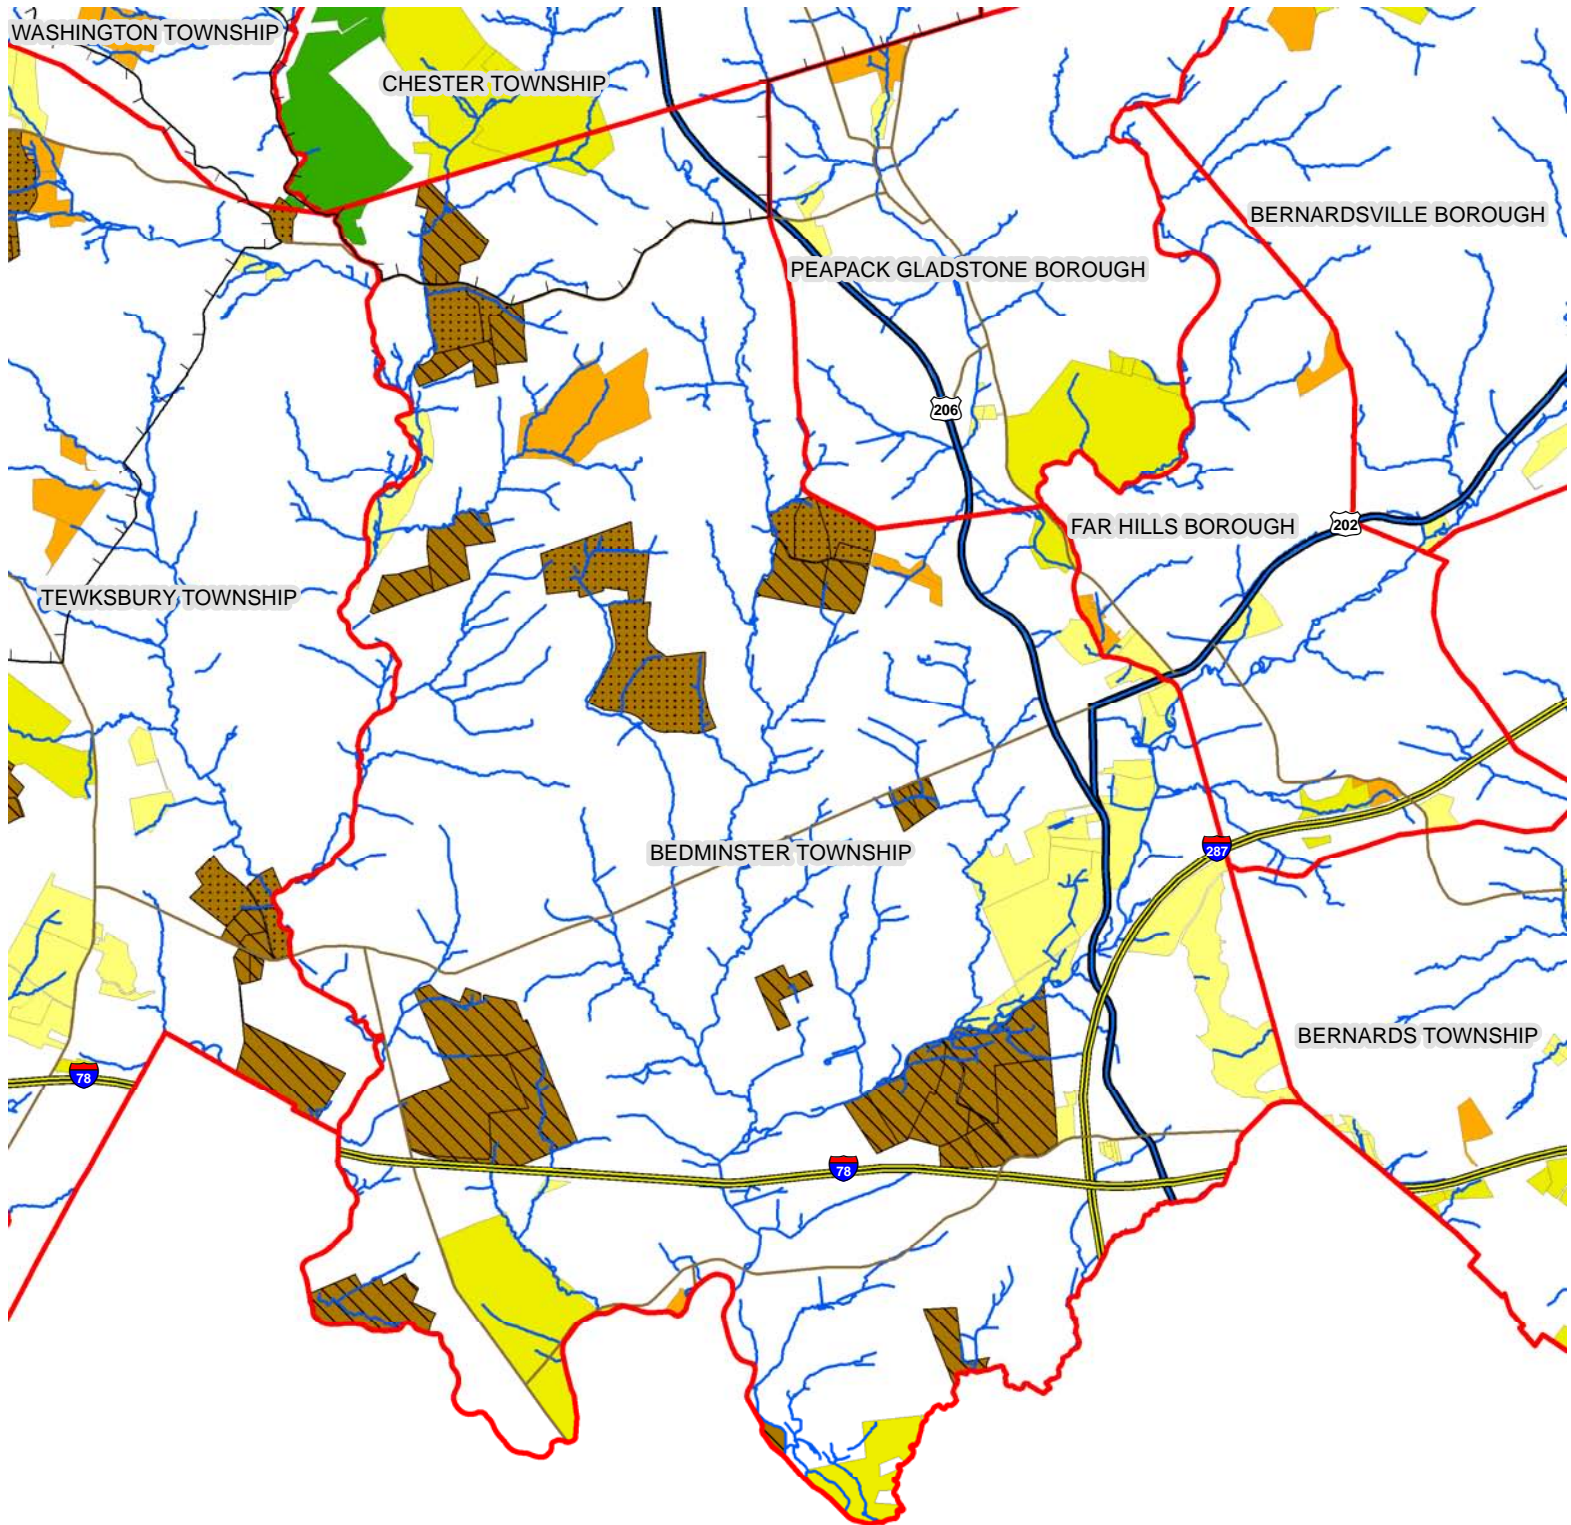 WASHINGTON TOWNSHIP
CHESTER TOWNSHIP
BERNARDSVILLE BOROUGH
PEAPACK GLADSTONE BOROUGH
206
FAR HILLS BOROUGH
202
TEWKSBURY TOWNSHIP
BEDMINSTER TOWNSHIP
287
BERNARDS TOWNSHIP
78
78